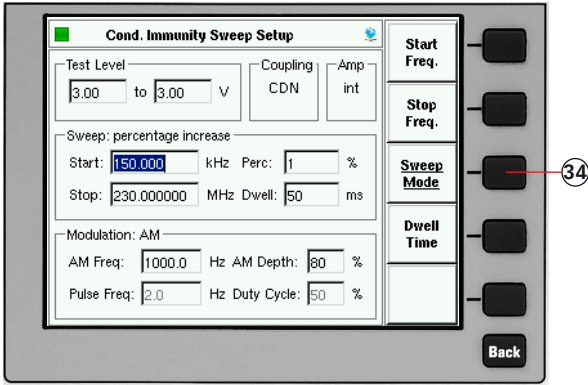 Cond. Immunity Sweep Setup
Test Level
3.00 to 3.00 V
Coupling
CDN
Amp
int
Sweep: percentage increase
Start: 150.000 kHz Perc: 1 %
Stop: 230.000000 MHz Dwell: 50 ms
Modulation: AM
AM Freq: 1000.0 Hz AM Depth: 80 %
Pulse Freq: 2.0 Hz Duty Cycle: 50 %
Start
Freq.
Stop
Freq.
Sweep
Mode
34
Dwell
Time
Back